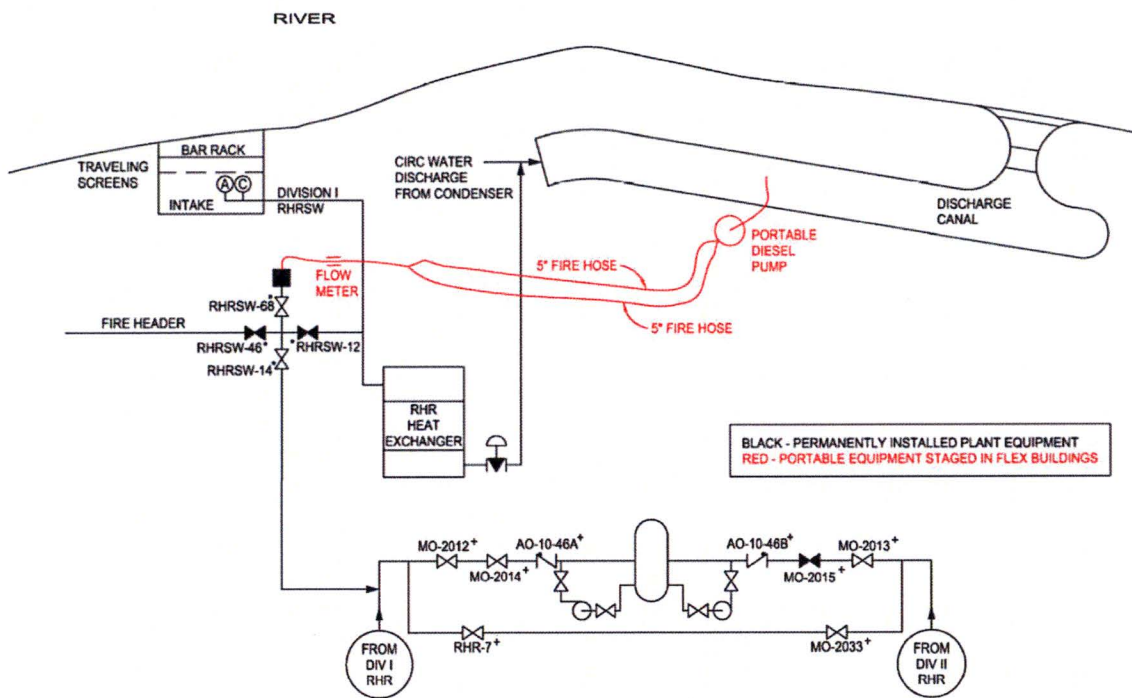 RIVER
BAR RACK
TRAVELING
SCREENS
A C
INTAKE
DIVISION I
RHRSW
CIRC WATER
DISCHARGE
FROM CONDENSER
DISCHARGE
CANAL
PORTABLE
DIESEL
PUMP
5" FIRE HOSE
5" FIRE HOSE
FLOW
METER
RHRSW-68*
FIRE HEADER
RHRSW-46*
*RHRSW-12
RHRSW-14*
RHR
HEAT
EXCHANGER
BLACK - PERMANENTLY INSTALLED PLANT EQUIPMENT
RED - PORTABLE EQUIPMENT STAGED IN FLEX BUILDINGS
MO-2012+
MO-2014+
AO-10-46A+
AO-10-46B+
MO-2015+
MO-2013+
RHR-7+
MO-2033+
FROM
DIV I
RHR
FROM
DIV II
RHR